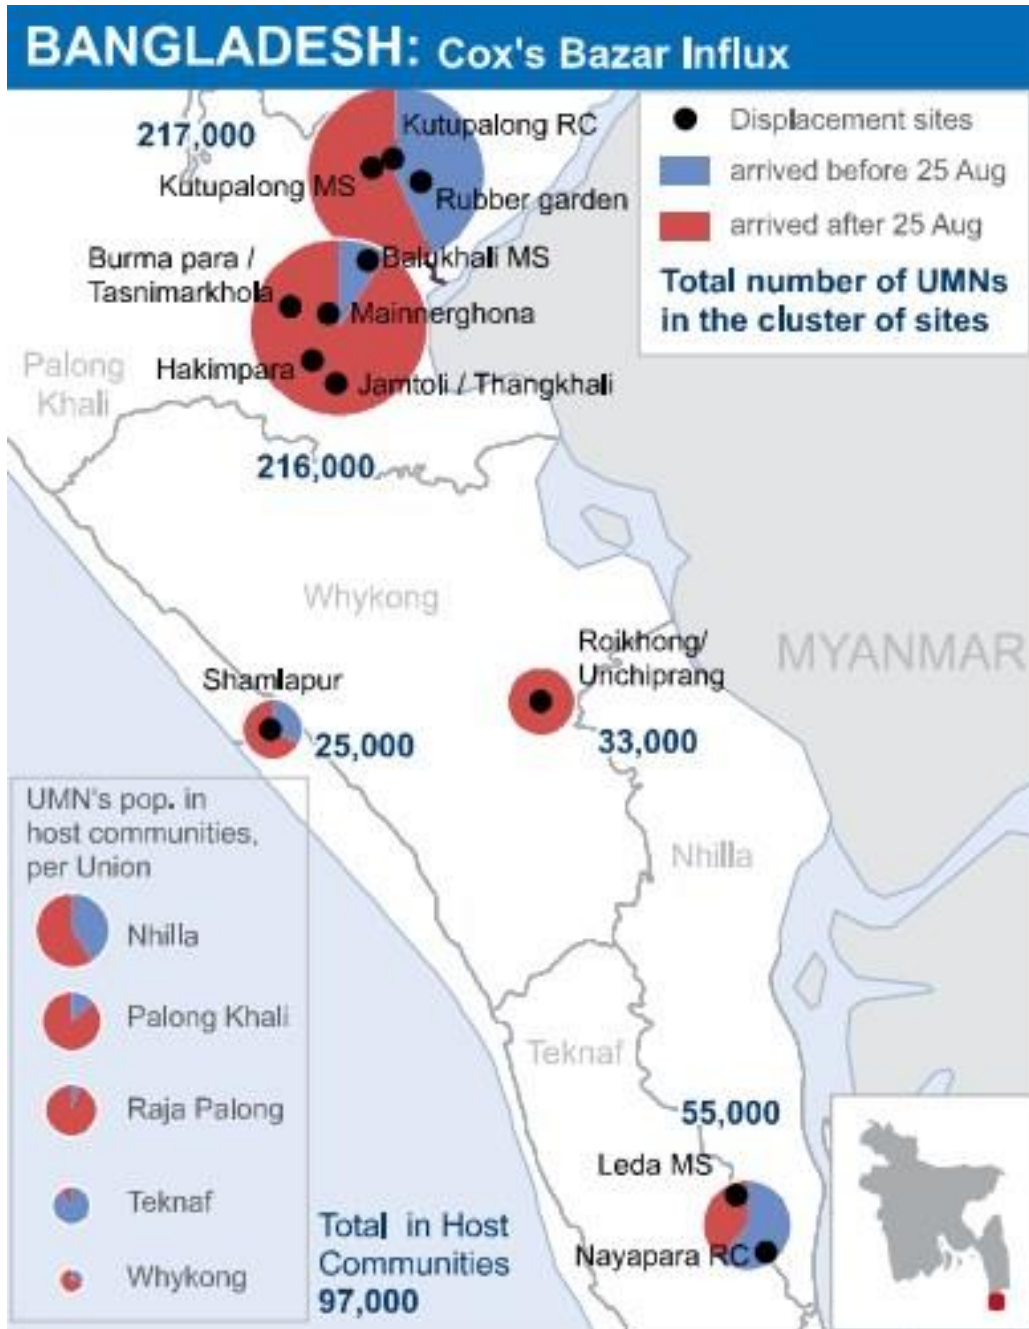 BANGLADESH: Cox's Bazar Influx
217,000
Kutupalong RC
Kutupalong MS
Rubber garden
Displacement sites
arrived before 25 Aug
arrived after 25 Aug
Total number of UMNs
in the cluster of sites
Burma para /
Tasnimarkhola
Balukhali MS
Mainnerghona
Hakimpara
Jamtoli / Thangkhali
Palong
Khali
216,000
Whykong
MYANMAR
Roikhong/
Unchiprang
33,000
Shamlapur
25,000
Nhilla
UMN's pop. in
host communities,
per Union
Nhilla
Palong Khali
Raja Palong
Teknaf
Whykong
Total in Host
Communities
97,000
Teknaf
55,000
Leda MS
Nayapara RC